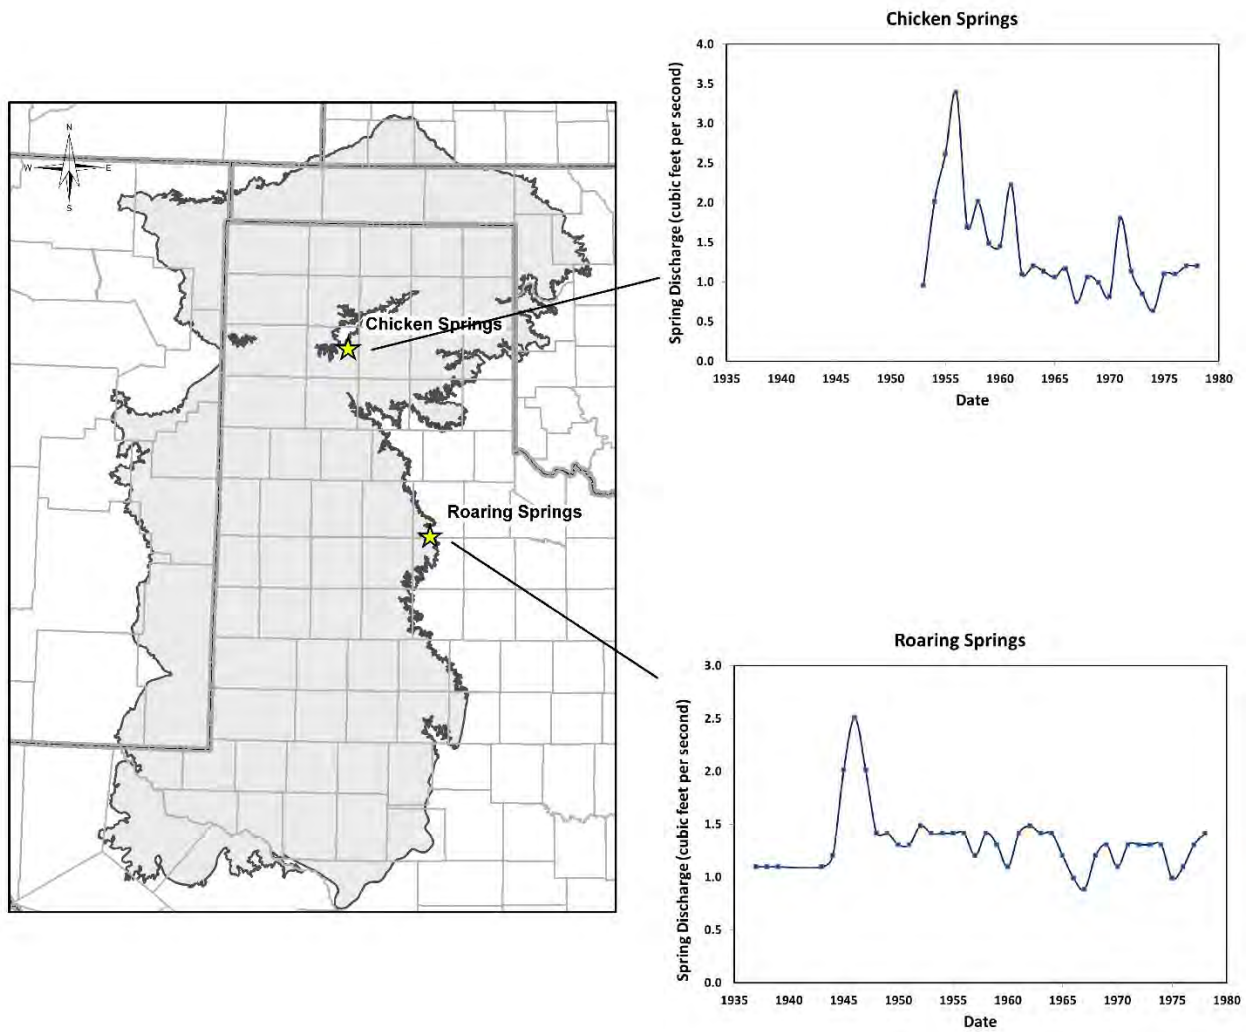 Chicken Springs
Spring Discharge (cubic feet per second)
4.0
3.5
3.0
2.5
2.0
1.5
1.0
0.5
0.0
1935 1940 1945 1950 1955 1960 1965 1970 1975 1980
Date
N
W E
S
Chicken Springs
Roaring Springs
Roaring Springs
Spring Discharge (cubic feet per second)
3.0
2.5
2.0
1.5
1.0
0.5
0.0
1935 1940 1945 1950 1955 1960 1965 1970 1975 1980
Date